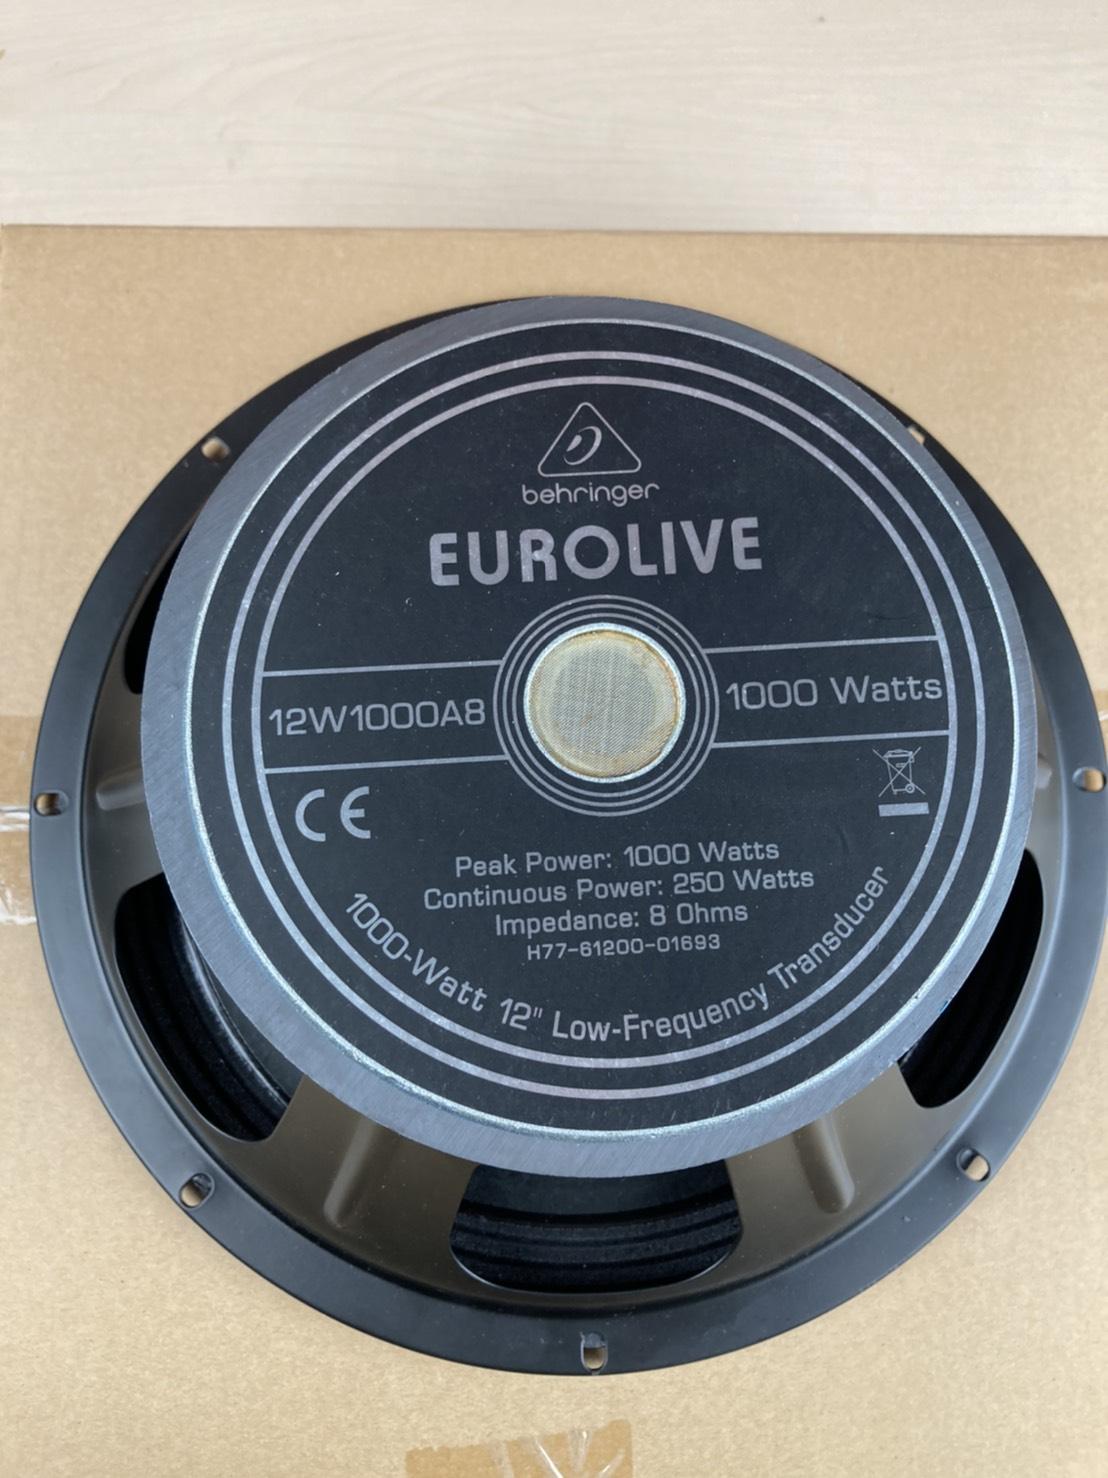 behringer
EUROLIVE
12W1000A8
1000 Watts
CE
Peak Power: 1000 Watts
Continuous Power: 250 Watts
Impedance: 8 Ohms
H77-61200-01693
1000-Watt 12" Low-Frequency Transducer